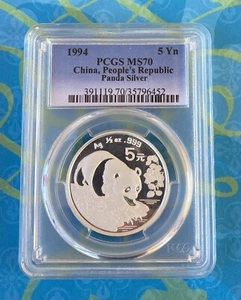 1994 5 Yn
PCGS MS70
China, People's Republic
Panda Silver
391119.70/35796452
Ag ½ oz .999
5元